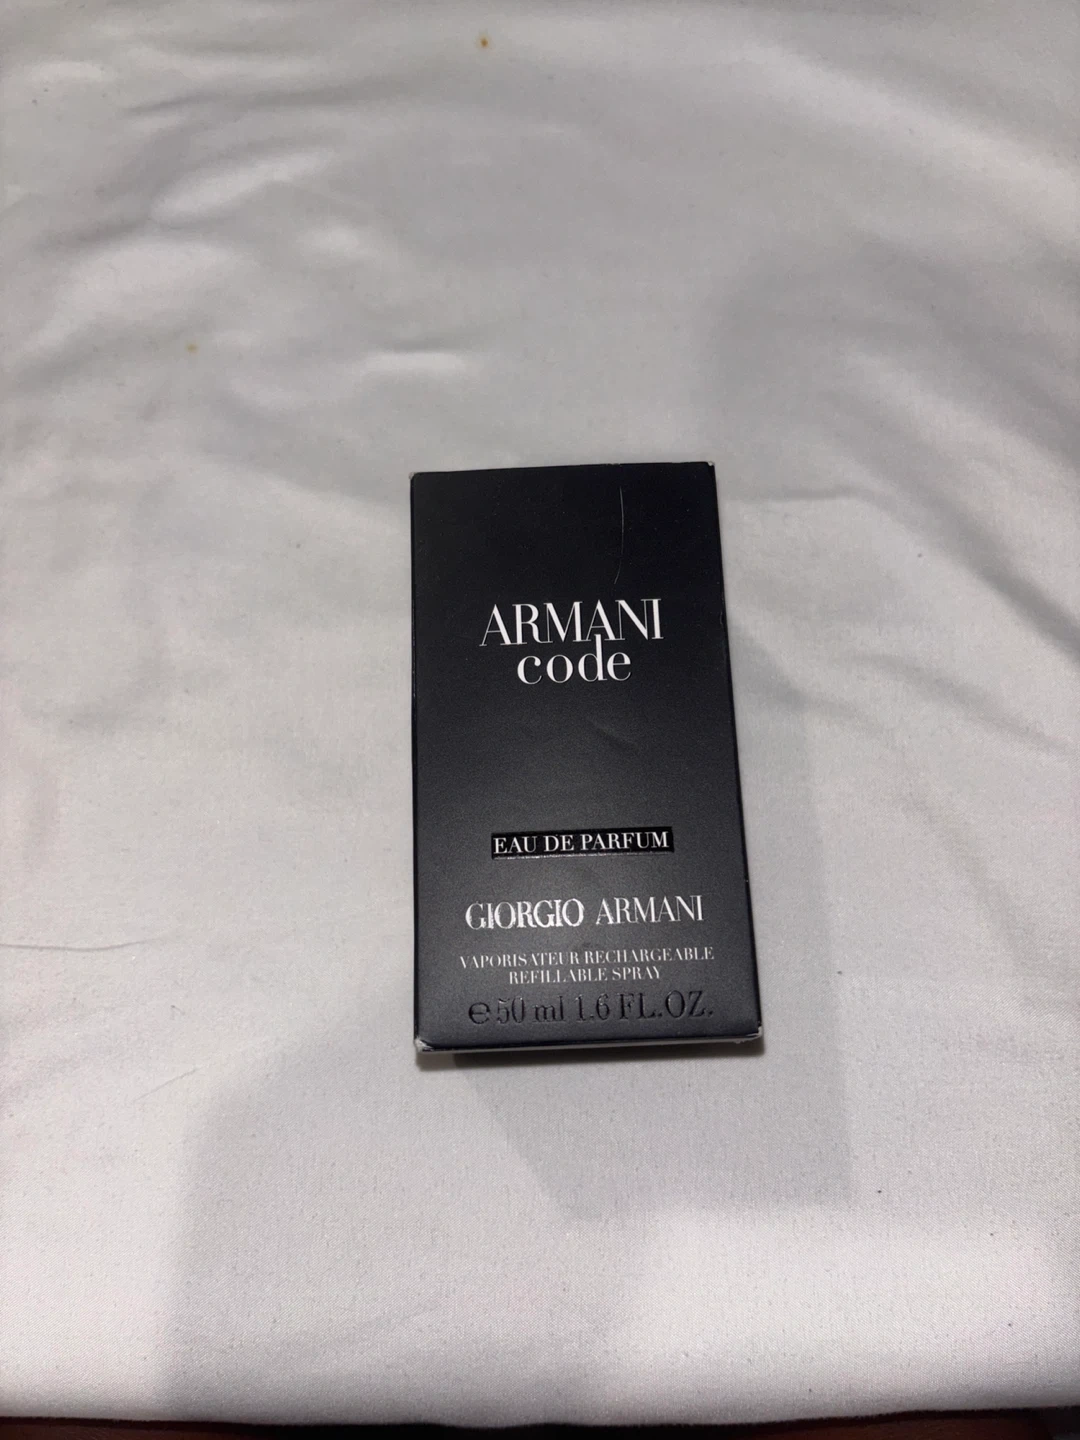 ARMANI
code
EAU DE PARFUM
GIORGIO ARMANI
VAPORISATEUR RECHARGEABLE
REFILLABLE SPRAY
℮ 50 ml 1.6 FL.OZ.